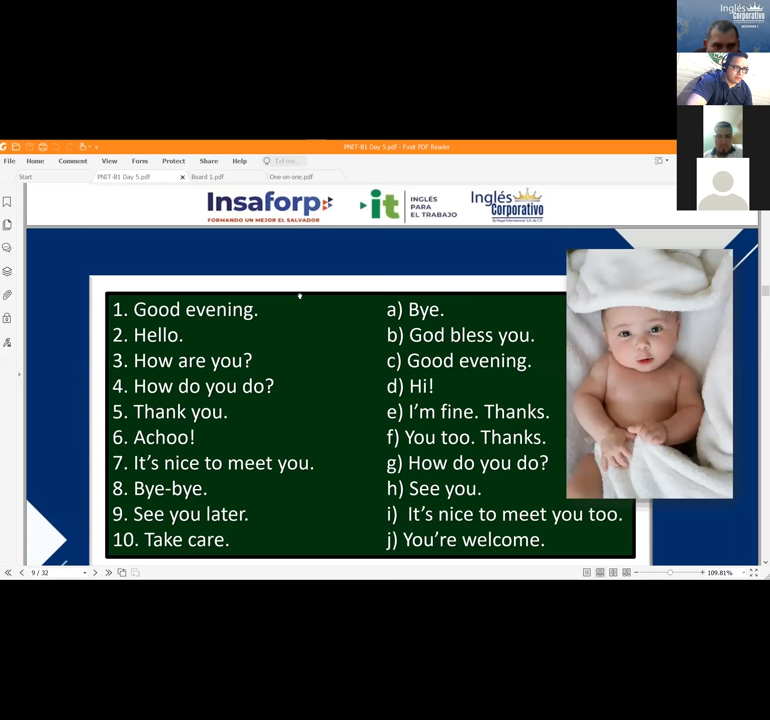 Inglés
Corporativo
BEGINNER 1
PNIT-B1 Day 5.pdf - Foxit PDF Reader
File Home Comment View Form Protect Share Help Tell me...
Start PNIT-B1 Day 5.pdf Board 1.pdf One-on-one.pdf
Insaforp
FORMANDO UN MEJOR EL SALVADOR
it INGLÉS PARA EL TRABAJO
Inglés Corporativo
1. Good evening.
2. Hello.
3. How are you?
4. How do you do?
5. Thank you.
6. Achoo!
7. It's nice to meet you.
8. Bye-bye.
9. See you later.
10. Take care.
a) Bye.
b) God bless you.
c) Good evening.
d) Hi!
e) I'm fine. Thanks.
f) You too. Thanks.
g) How do you do?
h) See you.
i) It's nice to meet you too.
j) You're welcome.
9 / 32
109.81%